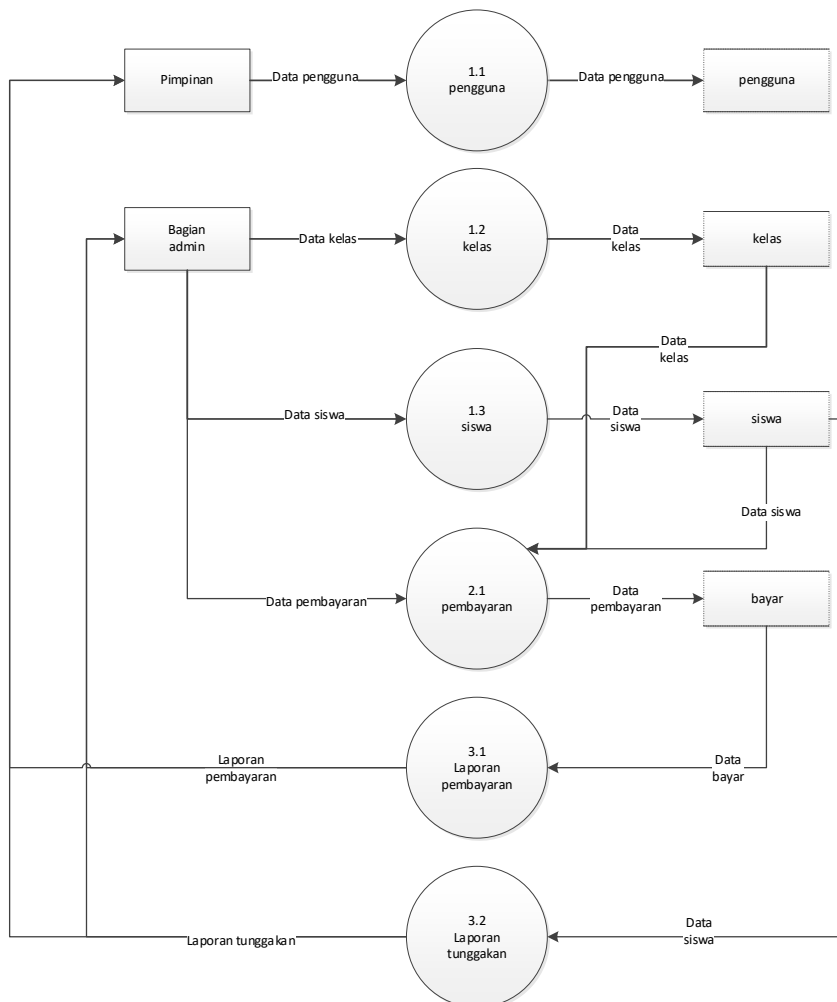 Pimpinan
Data pengguna
1.1
pengguna
Data pengguna
pengguna
Bagian
admin
Data kelas
1.2
kelas
Data
kelas
kelas
Data
kelas
Data siswa
1.3
siswa
Data
siswa
siswa
Data siswa
Data pembayaran
2.1
pembayaran
Data
pembayaran
bayar
Laporan
pembayaran
3.1
Laporan
pembayaran
Data
bayar
Laporan tunggakan
3.2
Laporan
tunggakan
Data
siswa